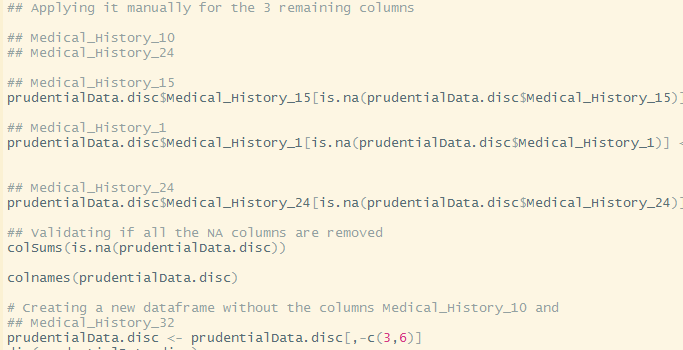 ## Applying it manually for the 3 remaining columns
## Medical_History_10
## Medical_History_24
## Medical_History_15
prudentialData.disc$Medical_History_15[is.na(prudentialData.disc$Medical_History_15)]
## Medical_History_1
prudentialData.disc$Medical_History_1[is.na(prudentialData.disc$Medical_History_1)] <
## Medical_History_24
prudentialData.disc$Medical_History_24[is.na(prudentialData.disc$Medical_History_24)]
## Validating if all the NA columns are removed
colSums(is.na(prudentialData.disc))
colnames(prudentialData.disc)
# Creating a new dataframe without the columns Medical_History_10 and
## Medical_History_32
prudentialData.disc <- prudentialData.disc[,-c(3,6)]